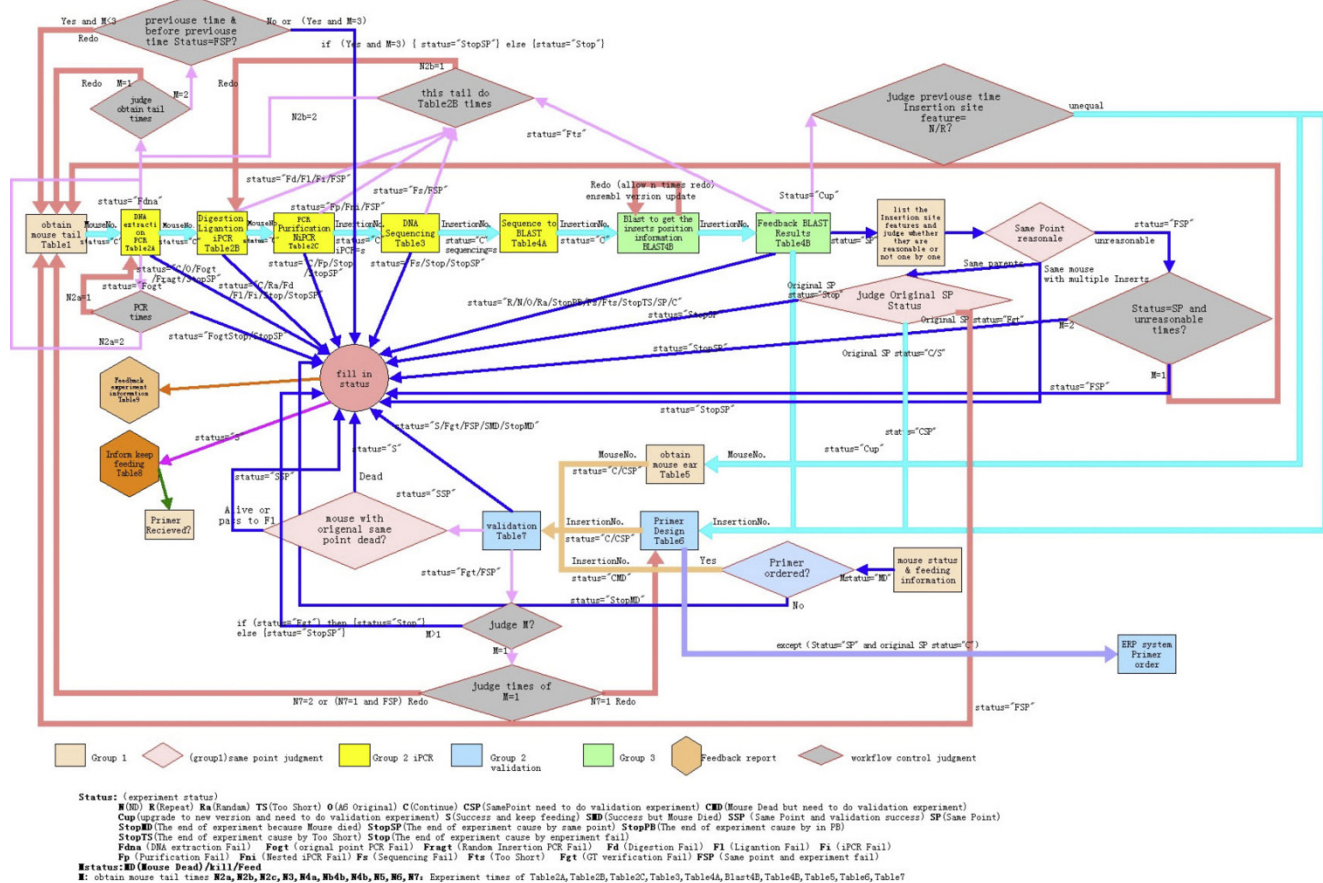 Yes and M<3
Redo
previouse time &
before previouse
time Status=FSP?
No or (Yes and M=3)
if (Yes and M=3) { status="StopSP"} else {status="Stop"}
Redo
M=1
M=2
judge
obtain tail
times
N2b=1
Redo
this tail do
Table2B times
N2b=2
status="Fts"
judge previouse time
Insertion site
feature=
N/R?
unequal
status="Fdna"
status="Fd/Fl/Fi/FSP"
status="Fp/Fni/FSP"
status="Fs/FSP"
Redo (allow n times redo)
ensembl version update
Status="Cup"
obtain
mouse tail
Table1
MouseNo.
status="C"
DNA
extracti
on
PCR
Table2A
MouseNo.
status="C"
Digestion
Ligantion
iPCR
Table2B
MouseNo.
PCR
Purification
NiPCR
Table2C
iPCR=s
InsertionNo.
status="C"
DNA
Sequencing
Table3
InsertionNo.
status="C"
sequencing=s
Sequence to
BLAST
Table4A
InsertionNo.
status="C"
Blast to get the
inserts position
information
BLAST4B
InsertionNo.
Feedback BLAST
Results
Table4B
status="SP"
list the
Insertion site
features and
judge whether
they are
reasonable or
not one by one
Same Point
reasonale
status="FSP"
unreasonable
Same parents
Same mouse
with multiple Inserts
status="Fogt"
status="C/O/Fogt
/Fragt/StopSP"
status="C/Ra/Fd
/Fl/Fi/Stop/StopSP"
status="C/Fp/Stop
/StopSP"
status="Fs/Stop/StopSP"
status="R/N/O/Ra/StopPB/Fs/Fts/StopTS/SP/C"
Original SP
status="Stop"
judge Original SP
Status
Status=SP and
unreasonable
times?
N2a=1
PCR
times
N2a=2
status="FogtStop/StopSP"
status="StopSP"
Original SP status="Fgt"
M=2
status="StopSP"
Original SP status="C/S"
M=1
Feedback
experiment
information
Table9
fill in
status
status="FSP"
status="StopSP"
status="S"
Inform keep
feeding
Table8
status="S/Fgt/FSP/SMD/StopMD"
status="S"
status="CSP"
status="Cup"
MouseNo.
obtain
mouse ear
Table5
MouseNo.
status="C/CSP"
status="SSP"
Dead
status="SSP"
Alive or
pass to F1
mouse with
origenal same
point dead?
validation
Table7
InsertionNo.
status="C/CSP"
Primer
Design
Table6
InsertionNo.
Primer
Recieved?
InsertionNo.
status="CMD"
Yes
Primer
ordered?
Mstatus="MD"
mouse status
& feeding
information
status="Fgt/FSP"
status="StopMD"
No
if (status="Fgt") then {status="Stop"}
else {status="StopSP"}
M>1
judge M?
M=1
except (Status="SP" and original SP status="C")
ERP system
Primer
order
judge times of
M=1
N7=2 or (N7=1 and FSP) Redo
N7=1 Redo
status="FSP"
Group 1
(group1)same point judgment
Group 2 iPCR
Group 2
validation
Group 3
Feedback report
workflow control judgment
Status: (experiment status)
N(ND) R(Repeat) Ra(Randam) TS(Too Short) O(A6 Original) C(Continue) CSP(SamePoint need to do validation experiment) CMD(Mouse Dead but need to do validation experiment)
Cup(upgrade to new version and need to do validation experiment) S(Success and keep feeding) SMD(Success but Mouse Died) SSP (Same Point and validation success) SP(Same Point)
StopMD(The end of experiment because Mouse died) StopSP(The end of experiment cause by same point) StopPB(The end of experiment cause by in PB)
StopTS(The end of experiment cause by Too Short) Stop(The end of experiment cause by enperiment fail)
Fdna (DNA extraction Fail) Fogt (orignal point PCR Fail) Fragt(Random Insertion PCR Fail) Fd (Digestion Fail) Fl (Ligantion Fail) Fi (iPCR Fail)
Fp (Purification Fail) Fni(Nested iPCR Fail) Fs (Sequencing Fail) Fts (Too Short) Fgt (GT verification Fail) FSP (Same point and experiment fail)
Mstatus:MD(Mouse Dead)/kill/Feed
M: obtain mouse tail times N2a,N2b,N2c,N3,N4a,Nb4b,N4b,N5,N6,N7: Experiment times of Table2A,Table2B,Table2C,Table3,Table4A,Blast4B,Table4B,Table5,Table6,Table7